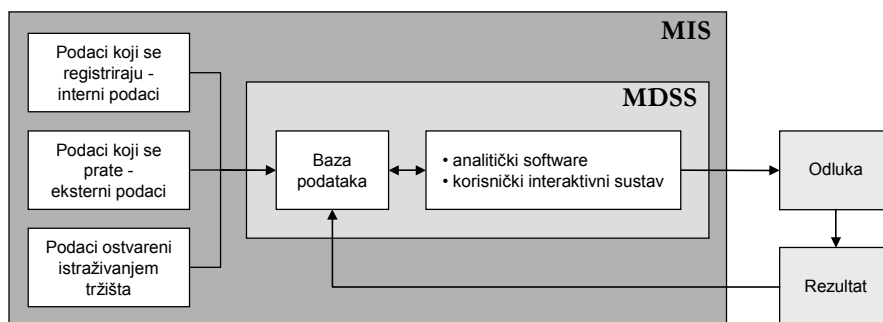 MIS
Podaci koji se
registriraju -
interni podaci
MDSS
Podaci koji se
prate -
eksterni podaci
Baza
podataka
• analitički software
• korisnički interaktivni sustav
Odluka
Podaci ostvareni
istraživanjem
tržišta
Rezultat